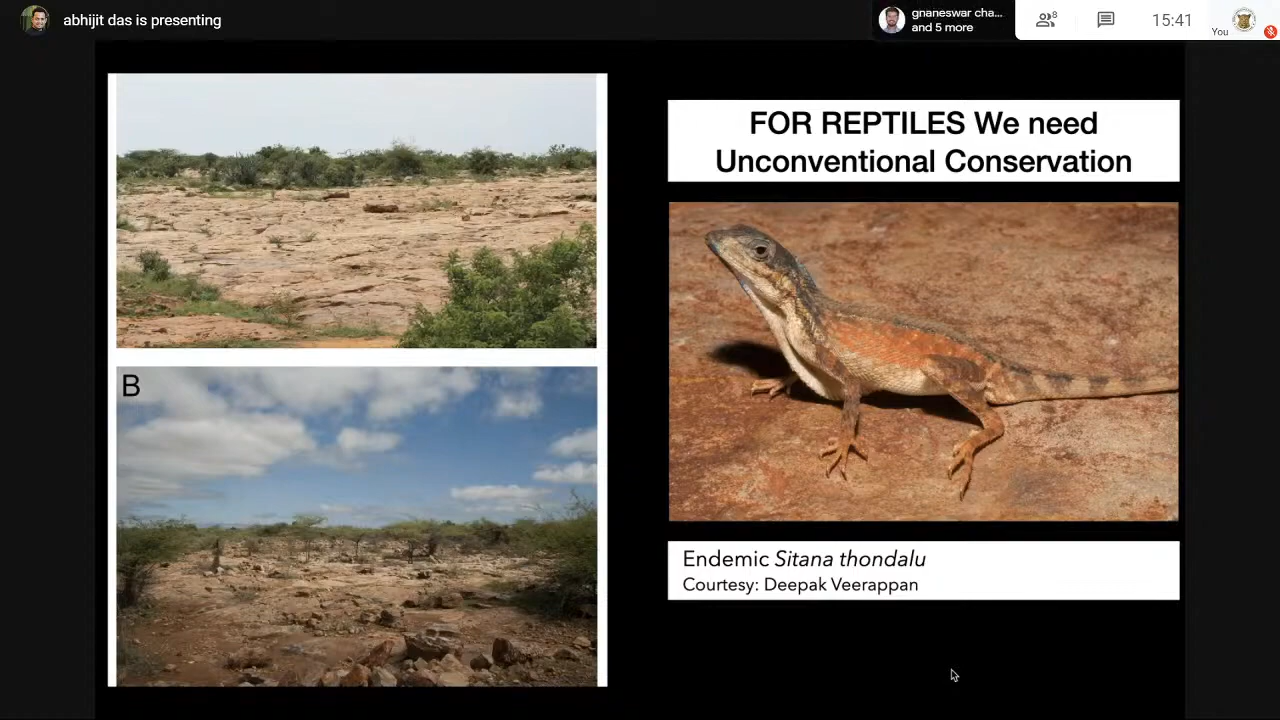 abhijit das is presenting
gnaneswar cha...
and 5 more
8
15:41
You
B
FOR REPTILES We need
Unconventional Conservation
Endemic Sitana thondalu
Courtesy: Deepak Veerappan